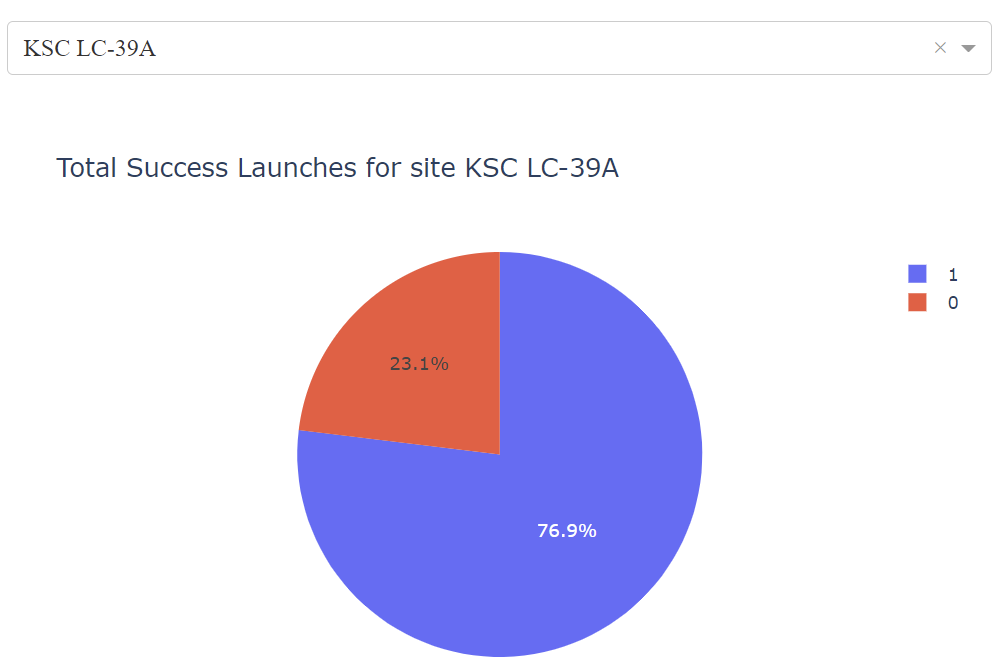 KSC LC-39A
Total Success Launches for site KSC LC-39A
1
0
23.1%
76.9%